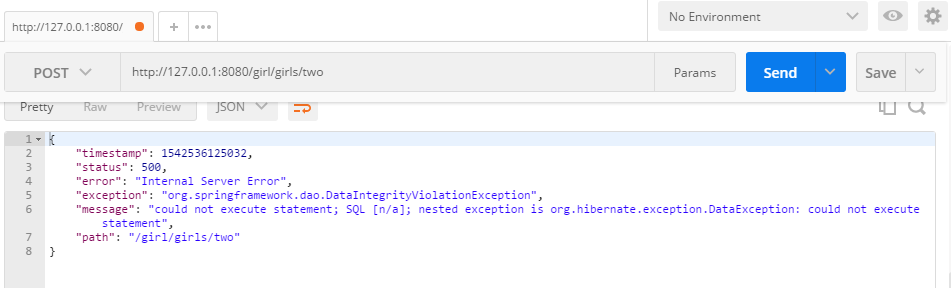 http://127.0.0.1:8080/
+ •••
No Environment
POST http://127.0.0.1:8080/girl/girls/two Params Send Save
Pretty Raw Preview JSON
1 {
2 "timestamp": 1542536125032,
3 "status": 500,
4 "error": "Internal Server Error",
5 "exception": "org.springframework.dao.DataIntegrityViolationException",
6 "message": "could not execute statement; SQL [n/a]; nested exception is org.hibernate.exception.DataException: could not execute
statement",
7 "path": "/girl/girls/two"
8 }